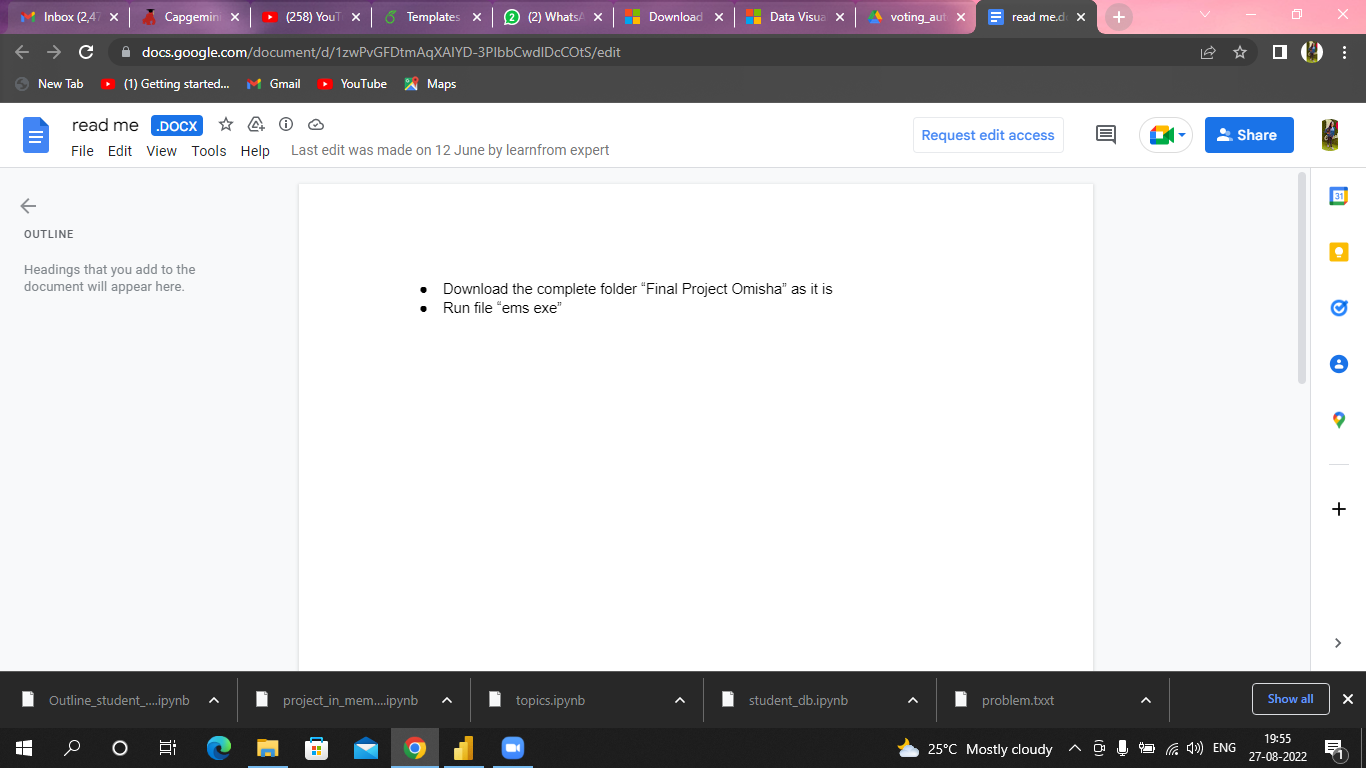 Inbox (2,47
Capgemini
(258) YouT
Templates
(2) WhatsA
Download
Data Visua
voting_aut
read me.d
docs.google.com/document/d/1zwPvGFDtmAqXAIYD-3PIbbCwdIDcCOtS/edit
New Tab
(1) Getting started...
Gmail
YouTube
Maps
read me
.DOCX
Request edit access
Share
File Edit View Tools Help
Last edit was made on 12 June by learnfrom expert
31
OUTLINE
Headings that you add to the
document will appear here.
● Download the complete folder “Final Project Omisha” as it is
● Run file “ems exe”
Outline_student_....ipynb
project_in_mem....ipynb
topics.ipynb
student_db.ipynb
problem.txxt
Show all
25°C Mostly cloudy
ENG
19:55
27-08-2022
1